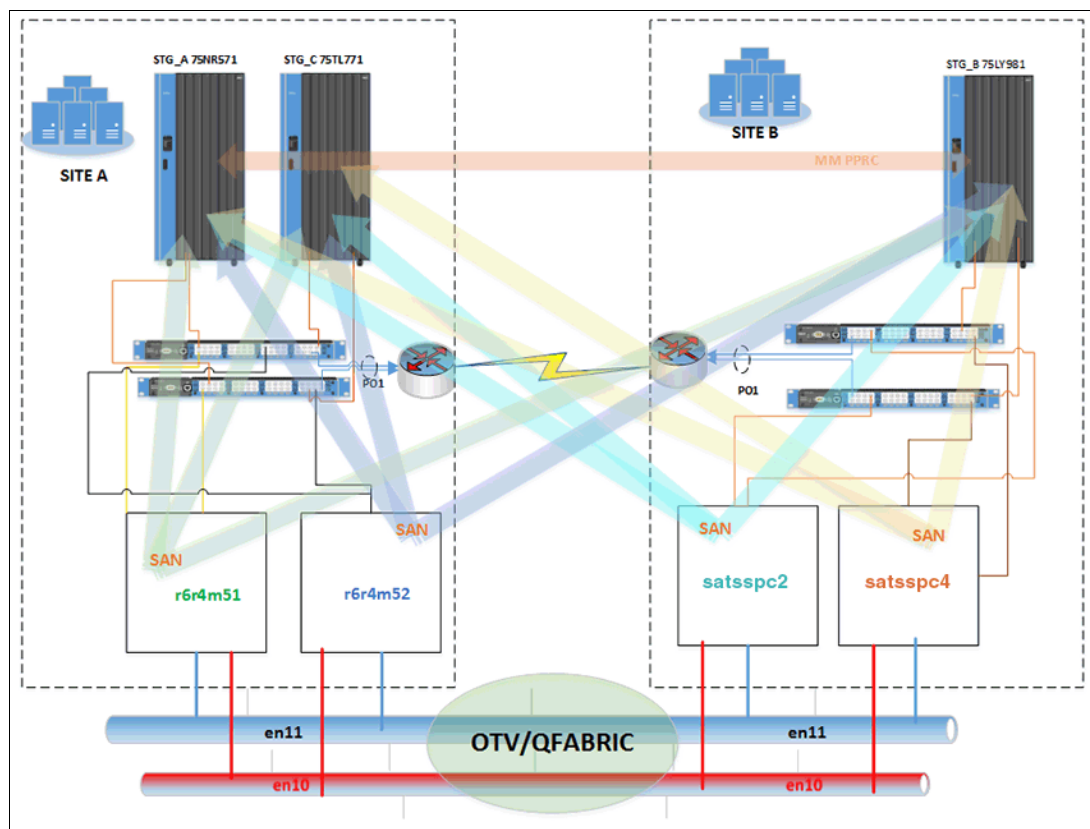 STG_A 75NR571
STG_C 75TL771
STG_B 75LY981
SITE A
SITE B
MM PPRC
PO1
PO1
SAN
r6r4m51
SAN
r6r4m52
SAN
satsspc2
SAN
satsspc4
en11
OTV/QFABRIC
en11
en10
en10